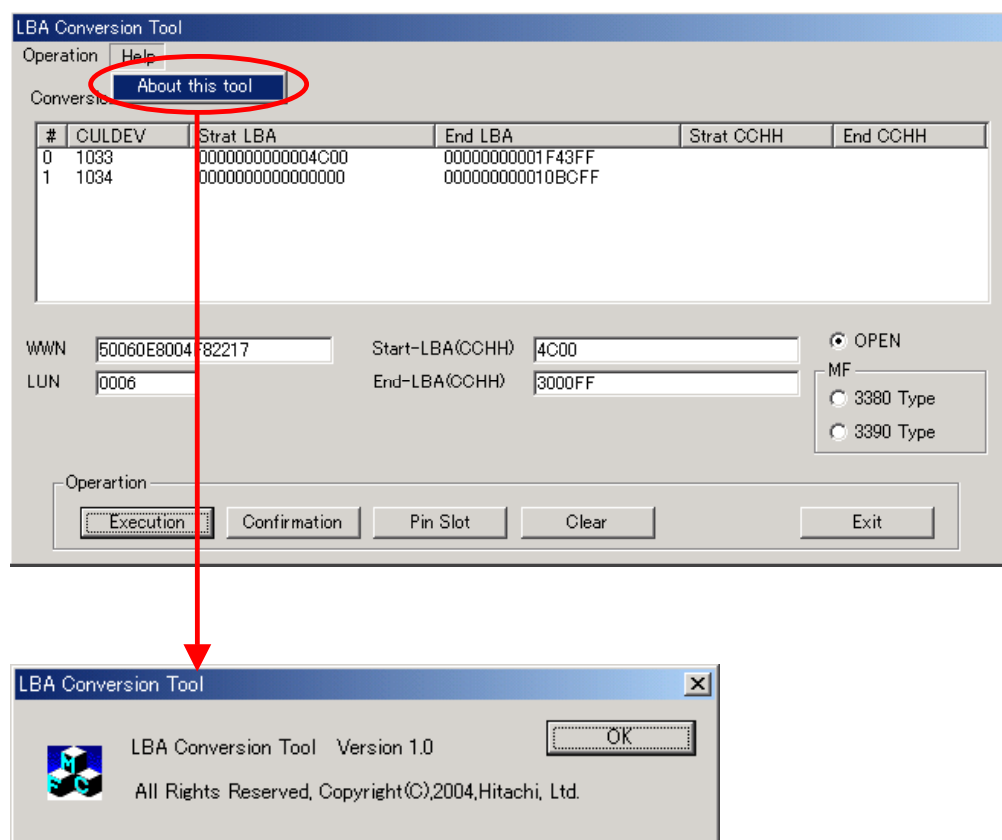 LBA Conversion Tool
Operation Help
About this tool
Conversio
# CULDEV Strat LBA End LBA Strat CCHH End CCHH
0 1033 0000000000004C00 00000000001F43FF
1 1034 0000000000000000 000000000010BCFF
WWN 50060E8004F82217 Start-LBA(CCHH) 4C00 OPEN
LUN 0006 End-LBA(CCHH) 3000FF MF
3380 Type
3390 Type
Operartion
Execution Confirmation Pin Slot Clear Exit
LBA Conversion Tool
LBA Conversion Tool Version 1.0 OK
All Rights Reserved, Copyright(C),2004,Hitachi, Ltd.
M
F C